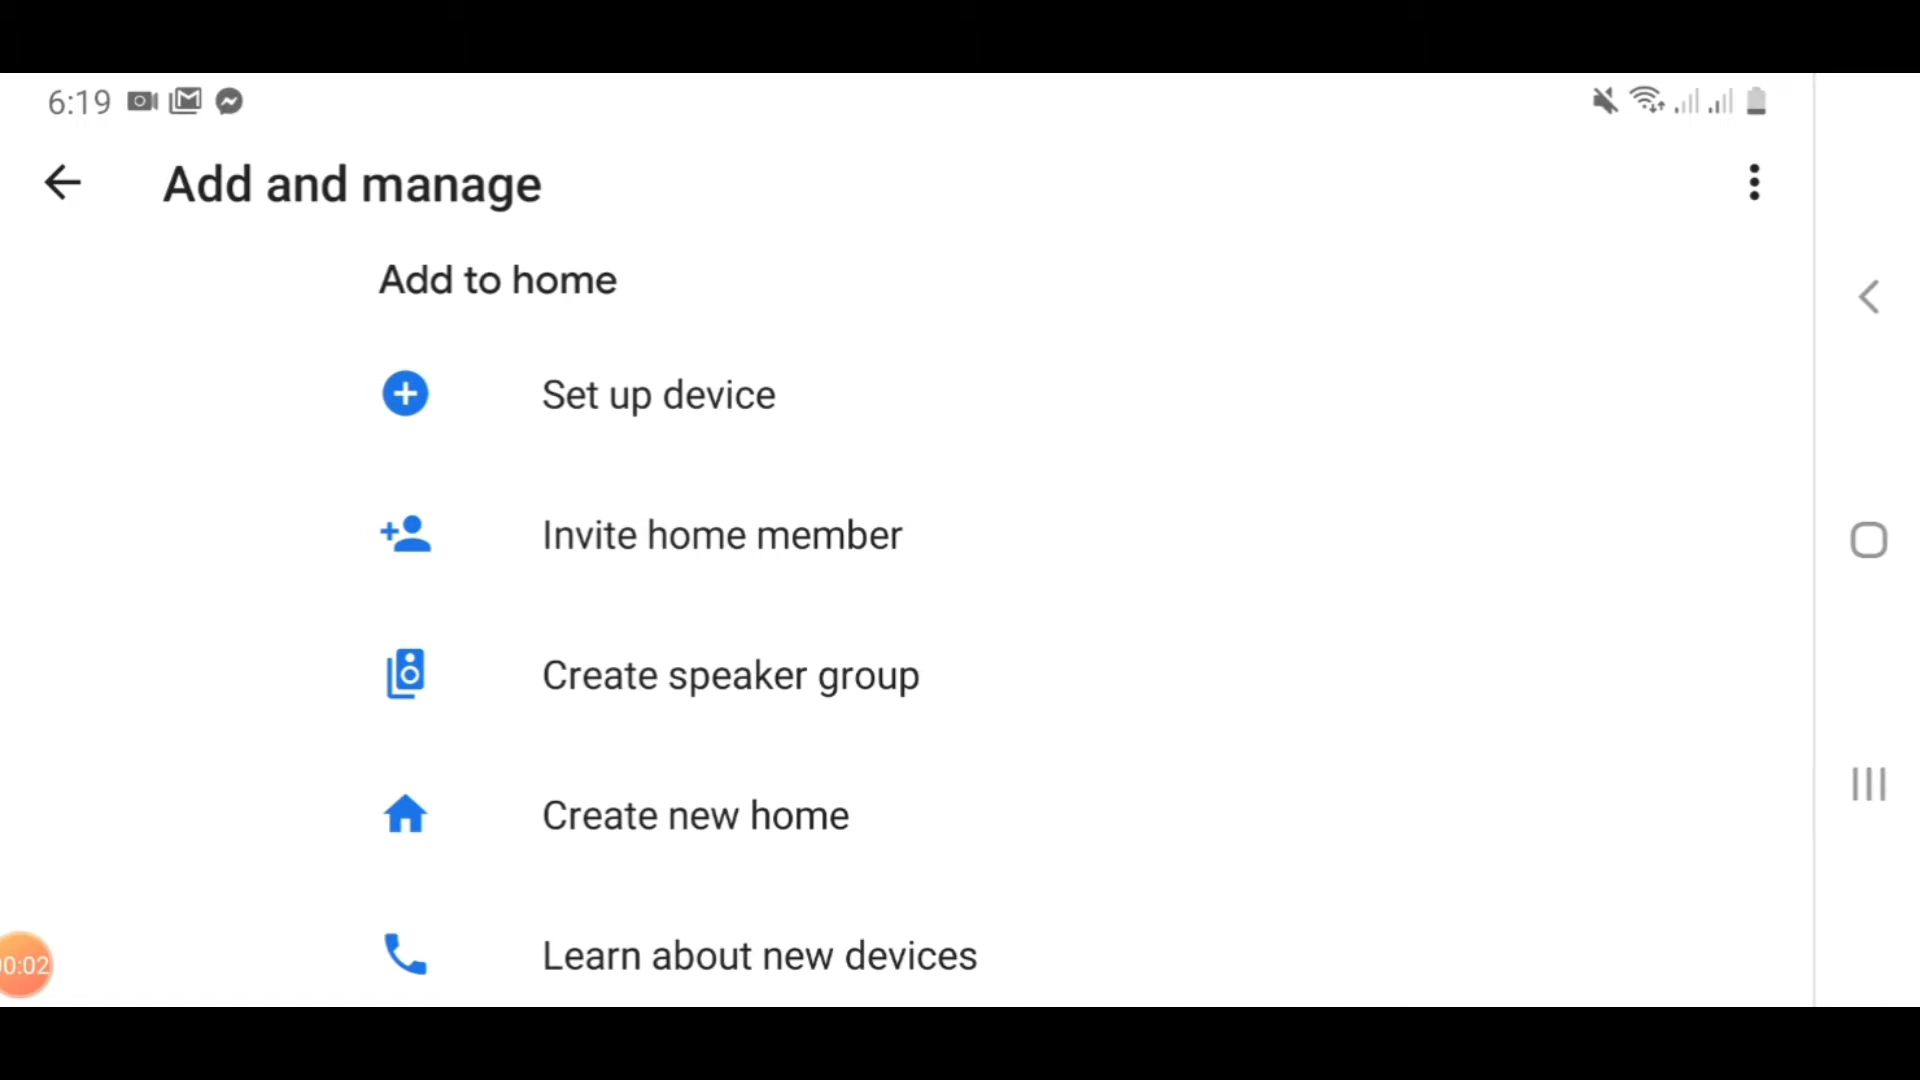 6:19
Add and manage
Add to home
Set up device
Invite home member
Create speaker group
Create new home
Learn about new devices
00:02